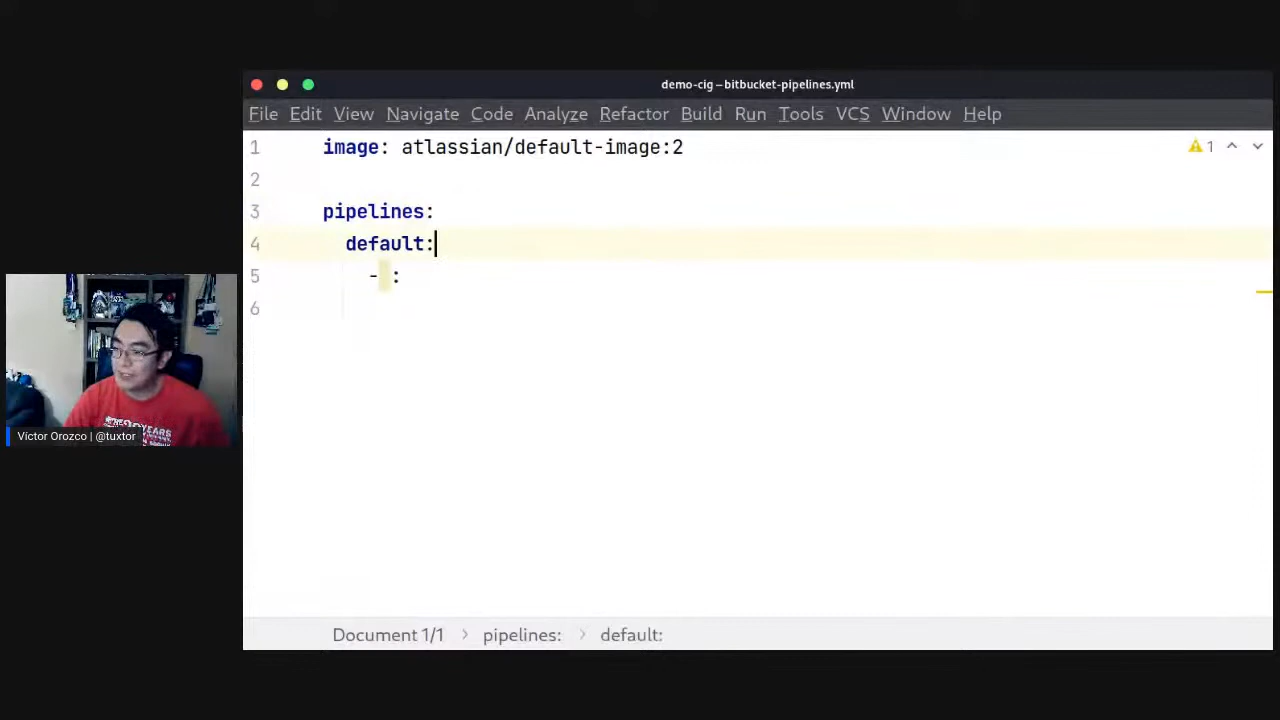 demo-cig – bitbucket-pipelines.yml
File Edit View Navigate Code Analyze Refactor Build Run Tools VCS Window Help
1 image: atlassian/default-image:2
1
2
3 pipelines:
4 default:
5 - :
6
YEARS
Víctor Orozco | @tuxtor
Document 1/1 > pipelines: > default: